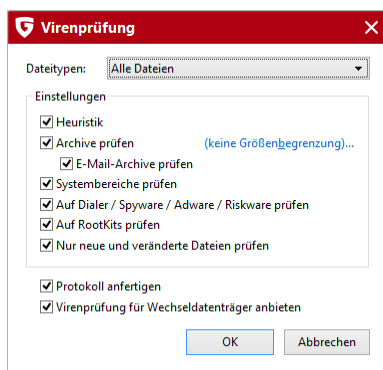 Virenprüfung
Dateitypen: Alle Dateien
Einstellungen
Heuristik
Archive prüfen (keine Größenbegrenzung)...
E-Mail-Archive prüfen
Systembereiche prüfen
Auf Dialer / Spyware / Adware / Riskware prüfen
Auf RootKits prüfen
Nur neue und veränderte Dateien prüfen
Protokoll anfertigen
Virenprüfung für Wechseldatenträger anbieten
OK Abbrechen